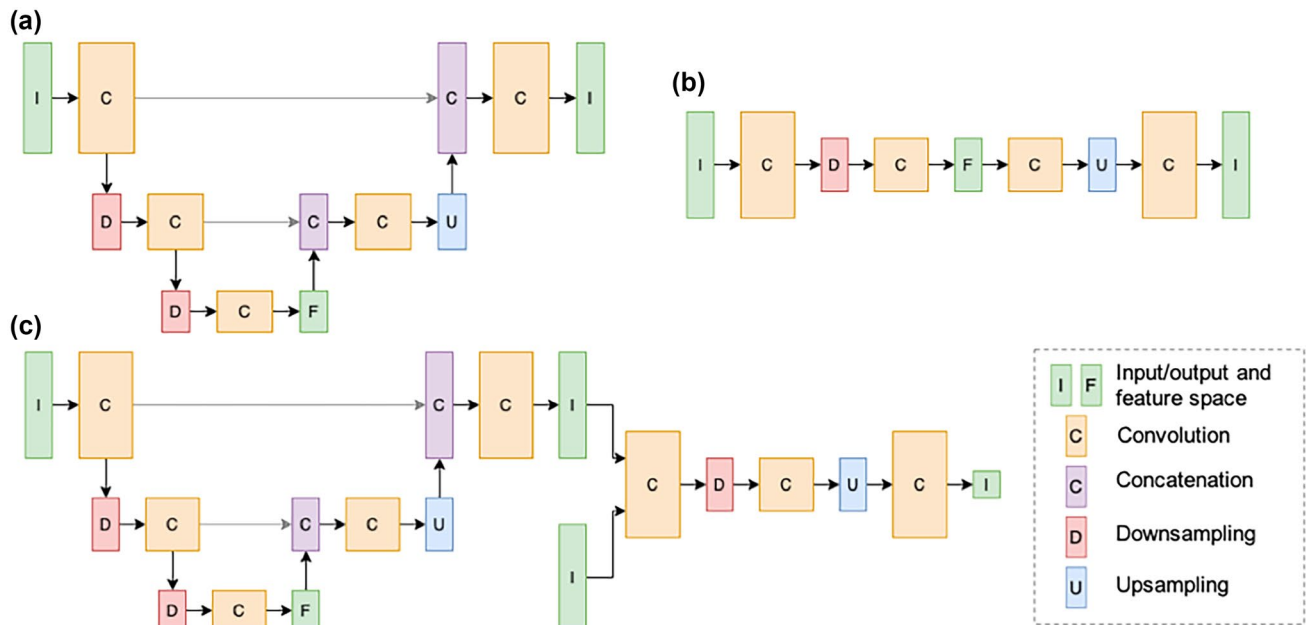 (a)
I C C C I
D C C C U
D C F
(b)
I C D C F C U C I
(c)
I C C C I
D C C C U
D C F
I
C D C U C I
I F Input/output and
feature space
C Convolution
C Concatenation
D Downsampling
U Upsampling